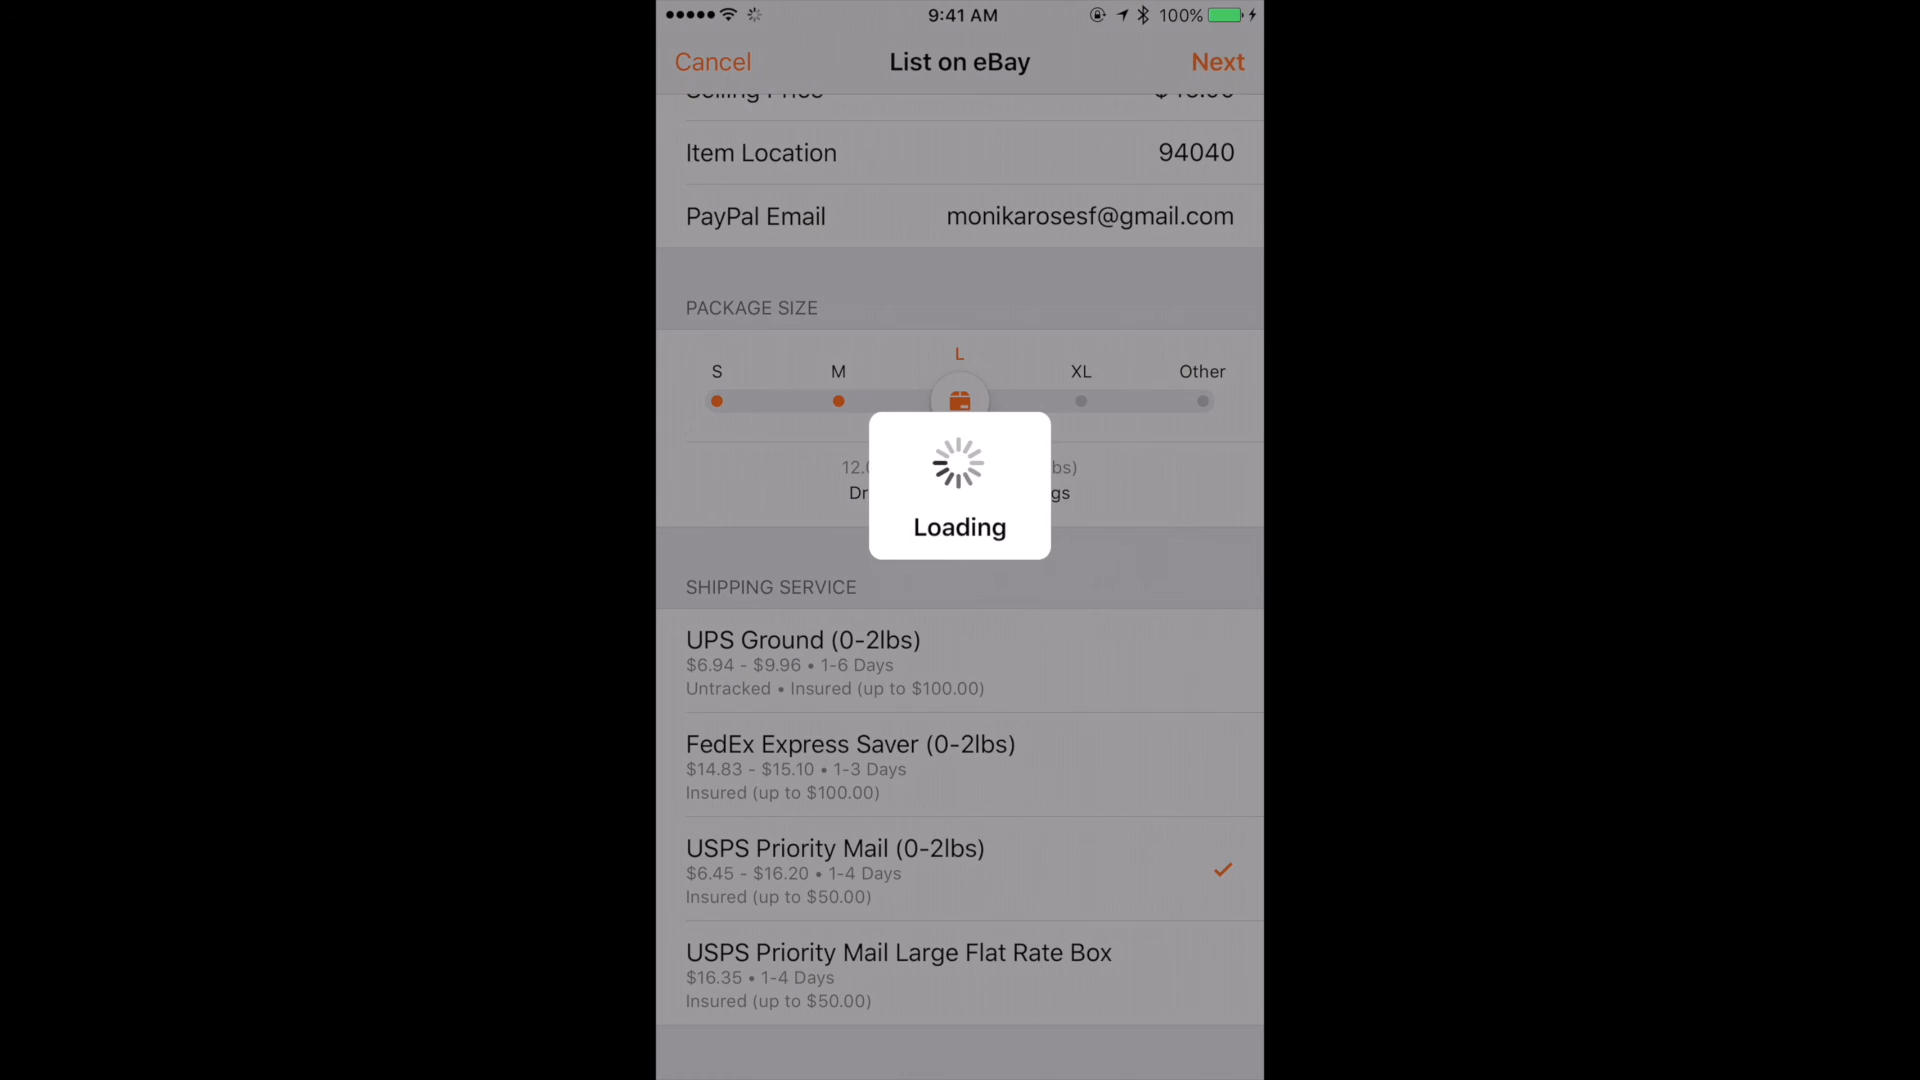 9:41 AM
100%
Cancel
List on eBay
Next
Selling Price
Item Location
94040
PayPal Email
monikarosesf@gmail.com
PACKAGE SIZE
S
M
L
XL
Other
Loading
SHIPPING SERVICE
UPS Ground (0-2lbs)
$6.94 - $9.96 • 1-6 Days
Untracked • Insured (up to $100.00)
FedEx Express Saver (0-2lbs)
$14.83 - $15.10 • 1-3 Days
Insured (up to $100.00)
USPS Priority Mail (0-2lbs)
$6.45 - $16.20 • 1-4 Days
Insured (up to $50.00)
USPS Priority Mail Large Flat Rate Box
$16.35 • 1-4 Days
Insured (up to $50.00)